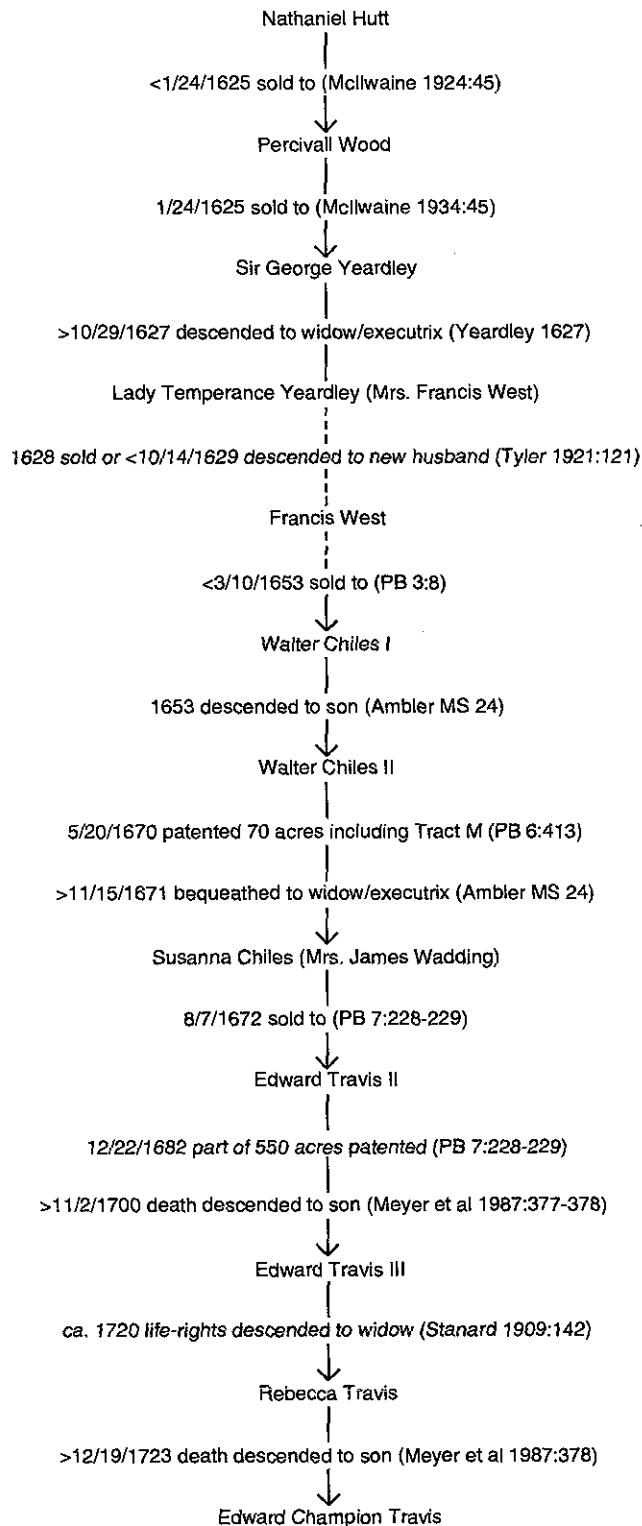 Nathaniel Hutt
<1/24/1625 sold to (McIlwaine 1924:45)
Percivall Wood
1/24/1625 sold to (McIlwaine 1934:45)
Sir George Yeardley
>10/29/1627 descended to widow/executrix (Yeardley 1627)
Lady Temperance Yeardley (Mrs. Francis West)
1628 sold or <10/14/1629 descended to new husband (Tyler 1921:121)
Francis West
<3/10/1653 sold to (PB 3:8)
Walter Chiles I
1653 descended to son (Ambler MS 24)
Walter Chiles II
5/20/1670 patented 70 acres including Tract M (PB 6:413)
>11/15/1671 bequeathed to widow/executrix (Ambler MS 24)
Susanna Chiles (Mrs. James Wadding)
8/7/1672 sold to (PB 7:228-229)
Edward Travis II
12/22/1682 part of 550 acres patented (PB 7:228-229)
>11/2/1700 death descended to son (Meyer et al 1987:377-378)
Edward Travis III
ca. 1720 life-rights descended to widow (Stanard 1909:142)
Rebecca Travis
>12/19/1723 death descended to son (Meyer et al 1987:378)
Edward Champion Travis